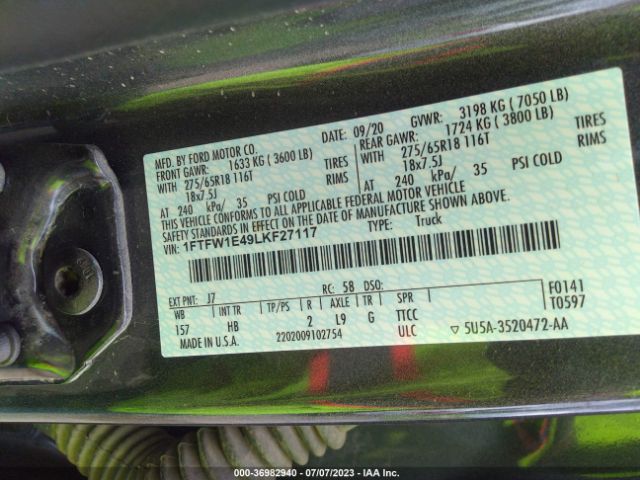 MFD. BY FORD MOTOR CO.
DATE: 09/20 GVWR: 3198 KG ( 7050 LB)
FRONT GAWR: 1633 KG ( 3600 LB)
REAR GAWR: 1724 KG ( 3800 LB)
WITH 275/65R18 116T TIRES
WITH 275/65R18 116T TIRES
18x7.5J RIMS
18x7.5J RIMS
AT 240 kPa/ 35 PSI COLD
AT 240 kPa/ 35 PSI COLD
THIS VEHICLE CONFORMS TO ALL APPLICABLE FEDERAL MOTOR VEHICLE
SAFETY STANDARDS IN EFFECT ON THE DATE OF MANUFACTURE SHOWN ABOVE.
VIN: 1FTFW1E49LKF27117 TYPE: Truck
EXT PNT: J7 RC: 58 DSO: F0141
WB INT TR TP/PS R AXLE TR SPR T0597
157 HB 2 L9 G TTCC
MADE IN U.S.A. 2202009102754 ULC ▽ 5U5A-3520472-AA
000-36982940 - 07/07/2023 - IAA Inc.